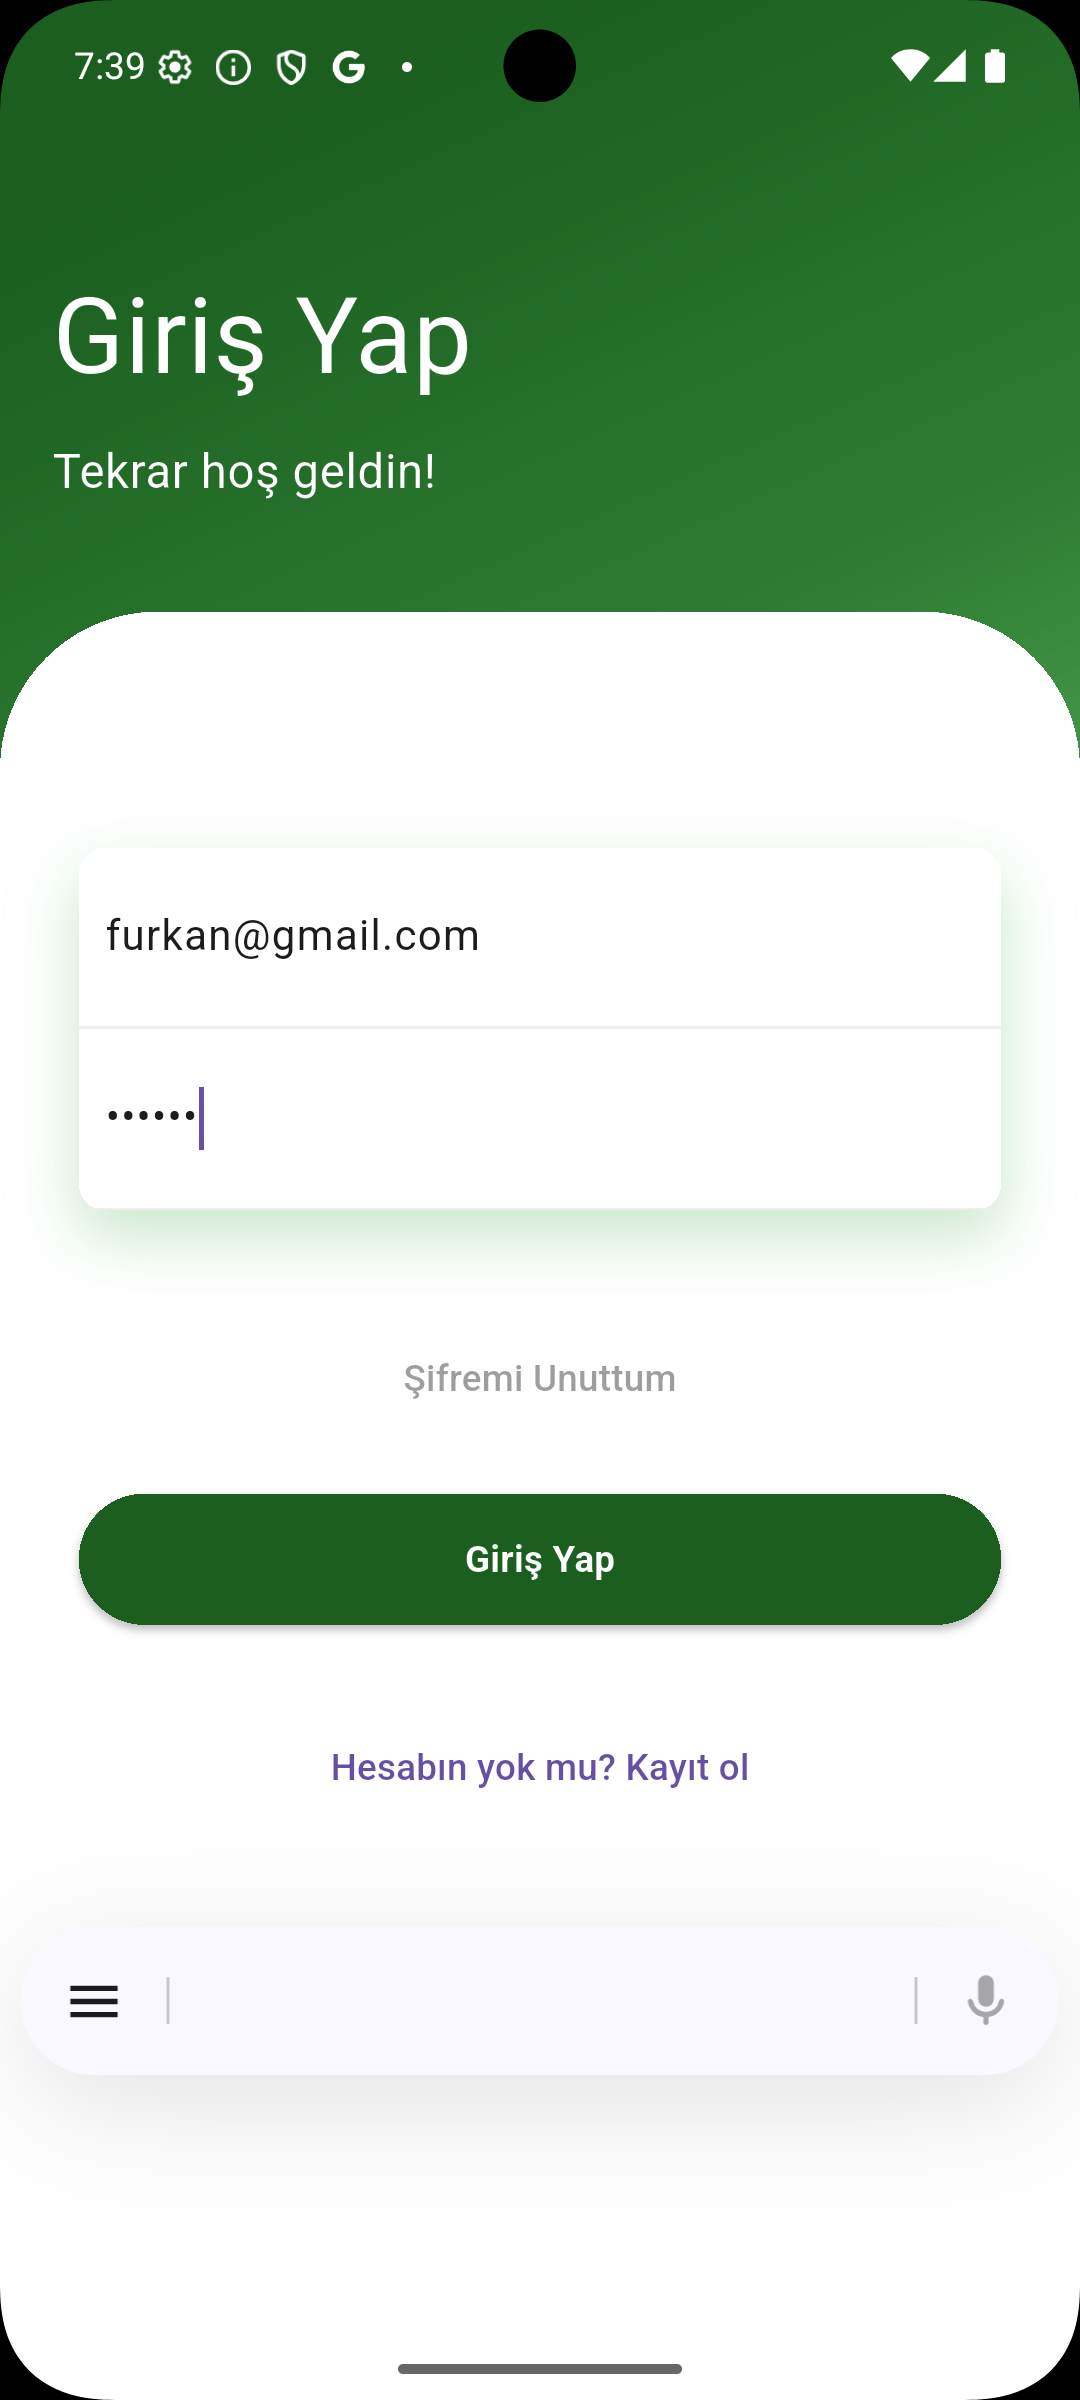 7:39
Giriş Yap
Tekrar hoş geldin!
furkan@gmail.com
••••••
Şifremi Unuttum
Giriş Yap
Hesabın yok mu? Kayıt ol